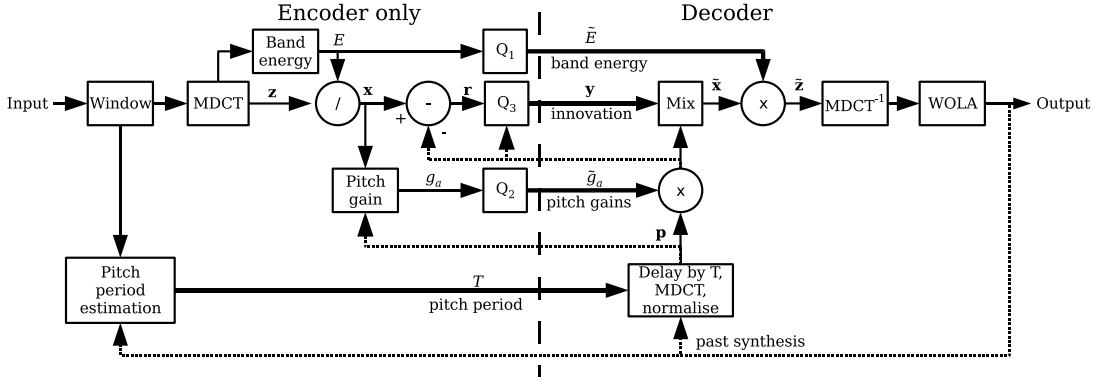 Encoder only
Decoder
Band
energy
E
Q1
Ẽ
band energy
Input
Window
MDCT
z
/
x
+
-
-
r
Q3
y
innovation
Mix
x̃
x
z̃
MDCT-1
WOLA
Output
Pitch
gain
ga
Q2
g̃a
pitch gains
x
p
Pitch
period
estimation
T
pitch period
Delay by T,
MDCT,
normalise
past synthesis